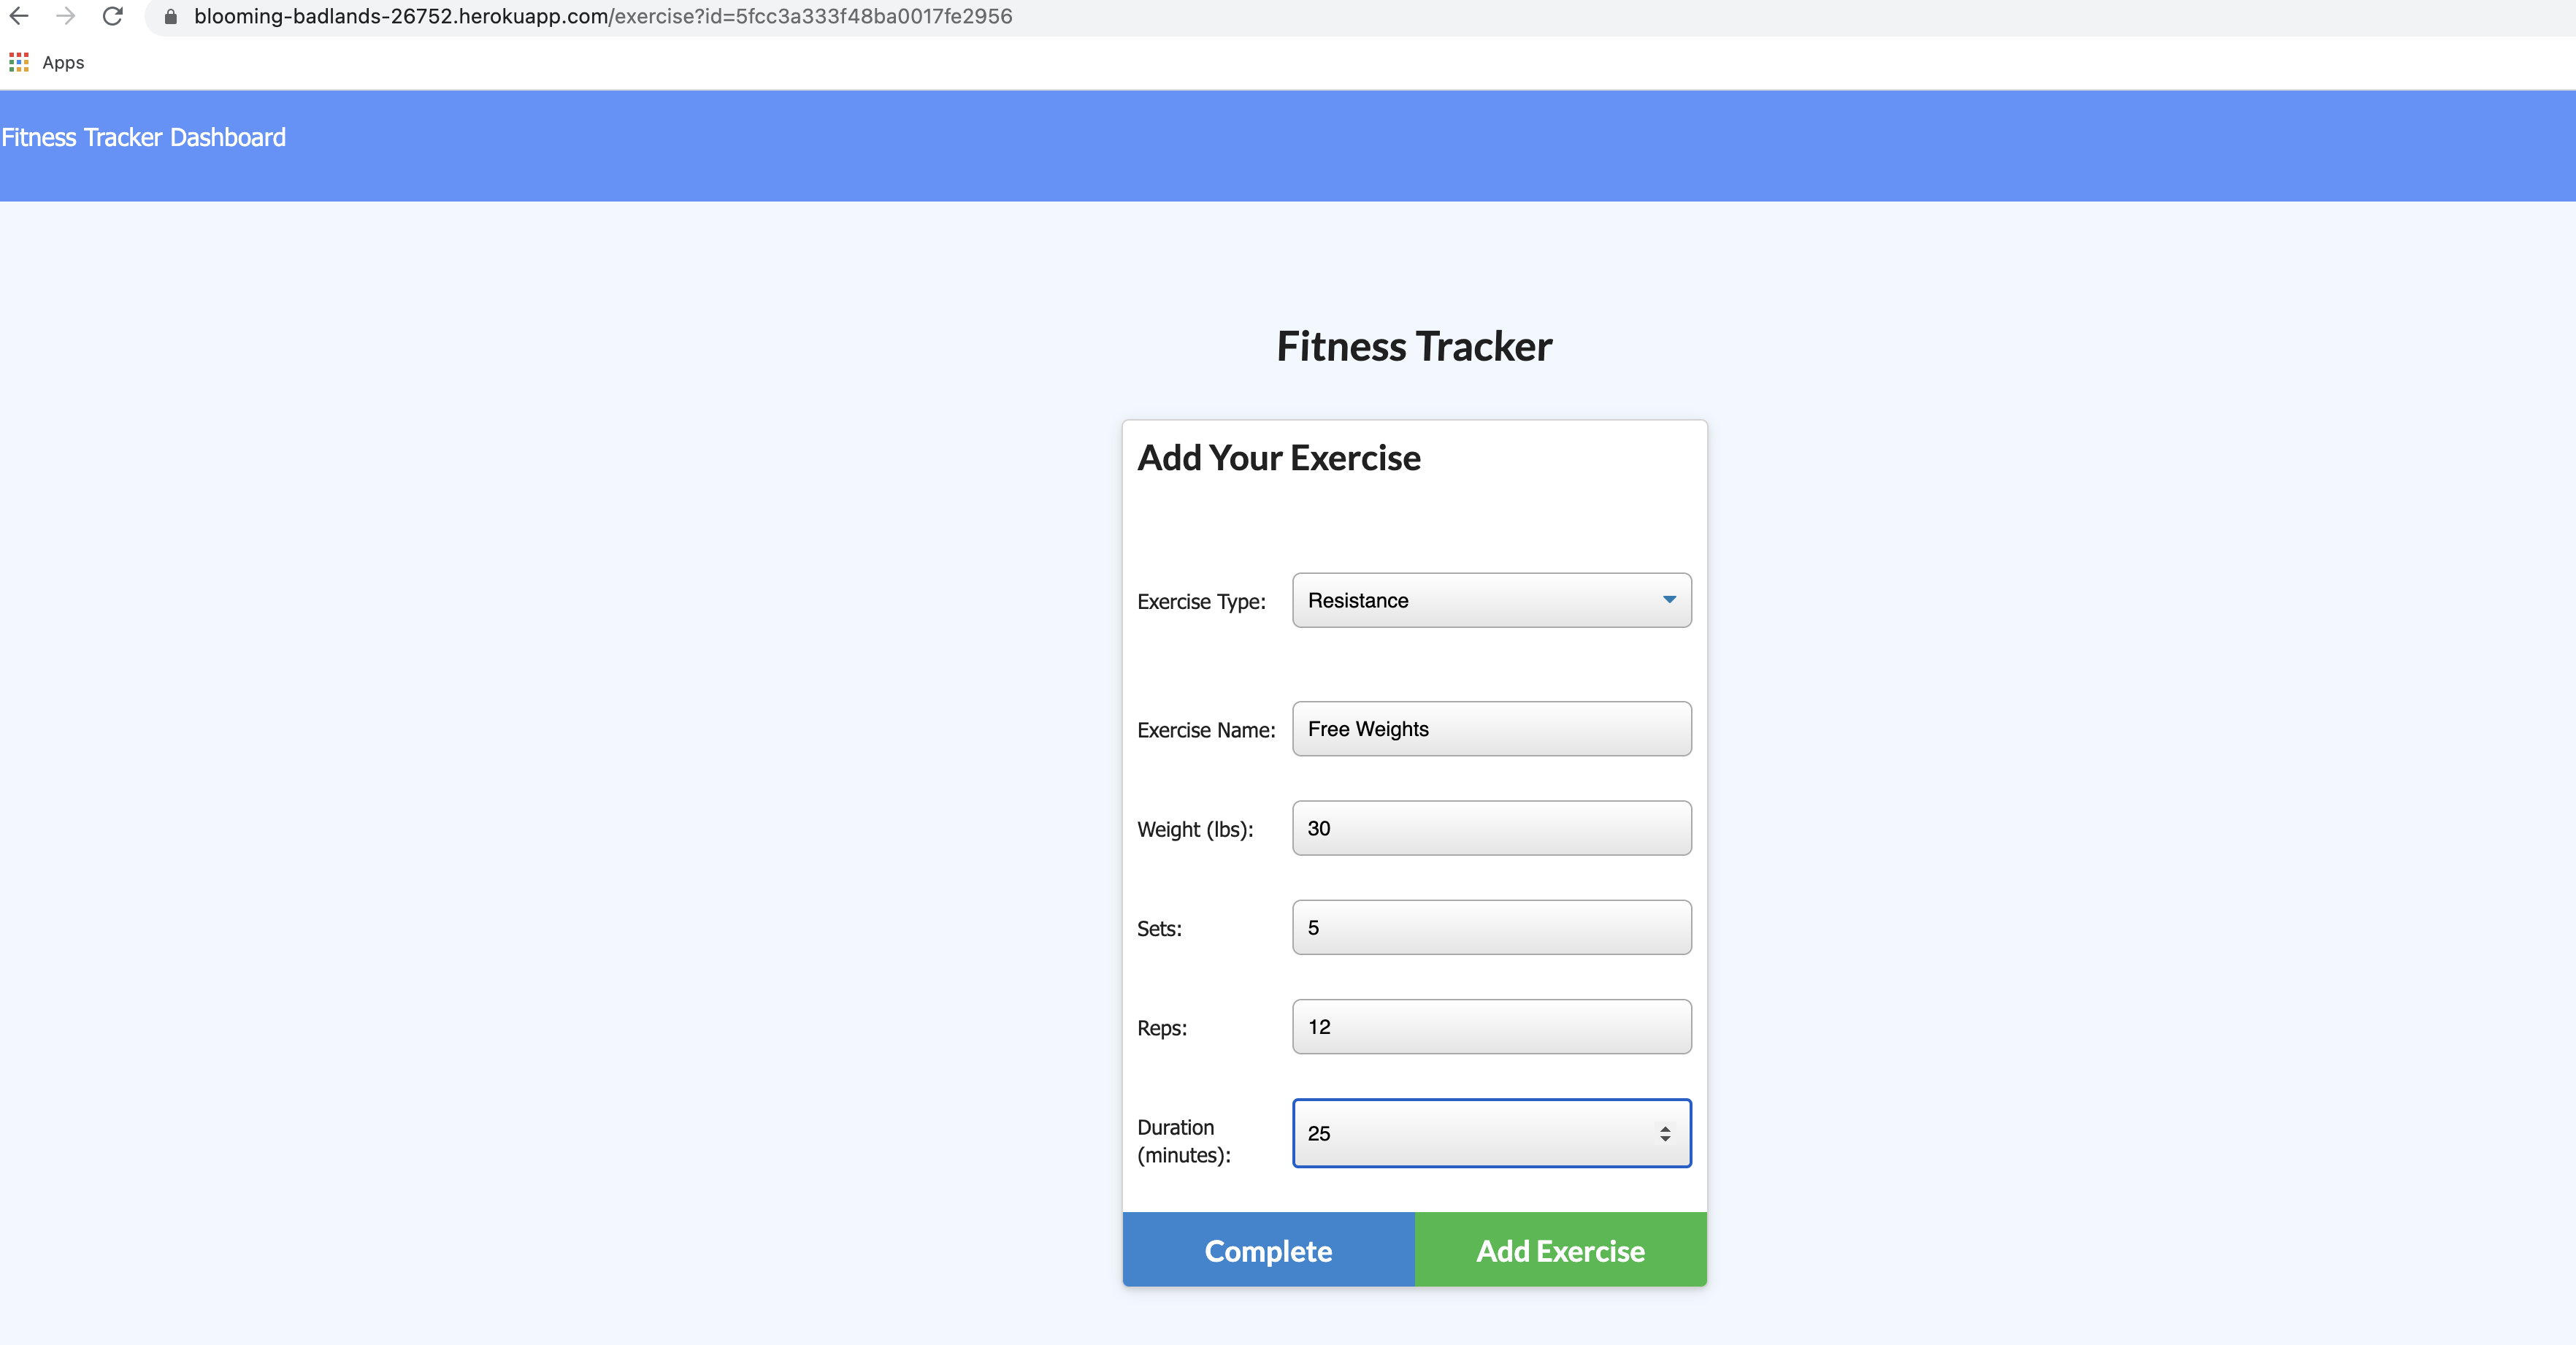 blooming-badlands-26752.herokuapp.com/exercise?id=5fcc3a333f48ba0017fe2956
Apps
Fitness Tracker Dashboard
Fitness Tracker
Add Your Exercise
Exercise Type: Resistance
Exercise Name: Free Weights
Weight (lbs): 30
Sets: 5
Reps: 12
Duration
(minutes): 25
Complete Add Exercise